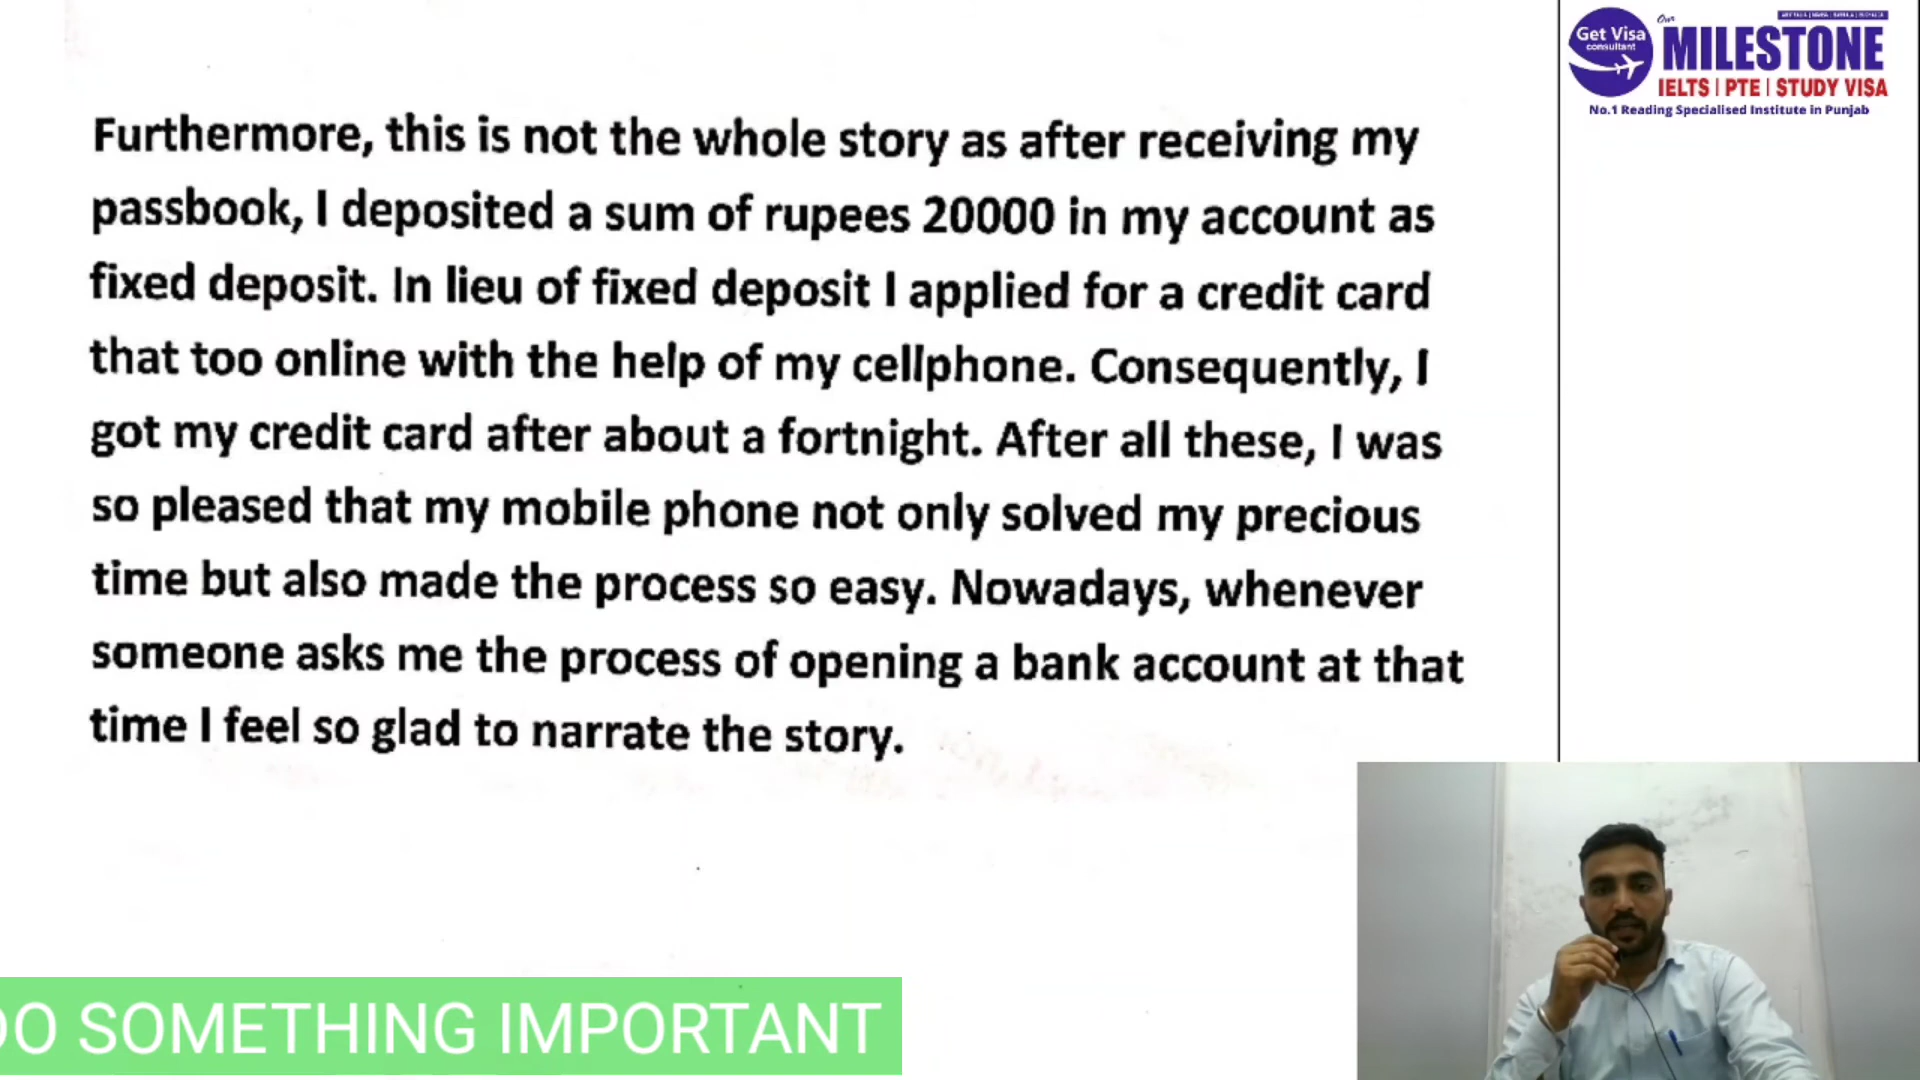 Furthermore, this is not the whole story as after receiving my
passbook, I deposited a sum of rupees 20000 in my account as
fixed deposit. In lieu of fixed deposit I applied for a credit card
that too online with the help of my cellphone. Consequently, I
got my credit card after about a fortnight. After all these, I was
so pleased that my mobile phone not only solved my precious
time but also made the process so easy. Nowadays, whenever
someone asks me the process of opening a bank account at that
time I feel so glad to narrate the story.
Get Visa
consultant
Our
MILESTONE
IELTS | PTE | STUDY VISA
No.1 Reading Specialised Institute in Punjab
DO SOMETHING IMPORTANT